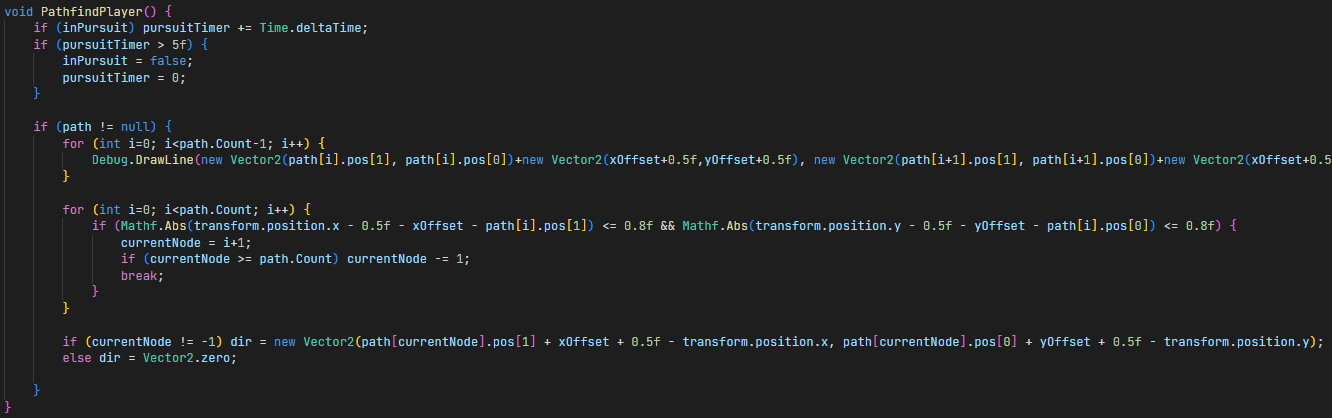 void PathfindPlayer() {
    if (inPursuit) pursuitTimer += Time.deltaTime;
    if (pursuitTimer > 5f) {
        inPursuit = false;
        pursuitTimer = 0;
    }

    if (path != null) {
        for (int i=0; i<path.Count-1; i++) {
            Debug.DrawLine(new Vector2(path[i].pos[1], path[i].pos[0])+new Vector2(xOffset+0.5f,yOffset+0.5f), new Vector2(path[i+1].pos[1], path[i+1].pos[0])+new Vector2(xOffset+0.5
        }

        for (int i=0; i<path.Count; i++) {
            if (Mathf.Abs(transform.position.x - 0.5f - xOffset - path[i].pos[1]) <= 0.8f && Mathf.Abs(transform.position.y - 0.5f - yOffset - path[i].pos[0]) <= 0.8f) {
                currentNode = i+1;
                if (currentNode >= path.Count) currentNode -= 1;
                break;
            }
        }

        if (currentNode != -1) dir = new Vector2(path[currentNode].pos[1] + xOffset + 0.5f - transform.position.x, path[currentNode].pos[0] + yOffset + 0.5f - transform.position.y);
        else dir = Vector2.zero;

    }
}